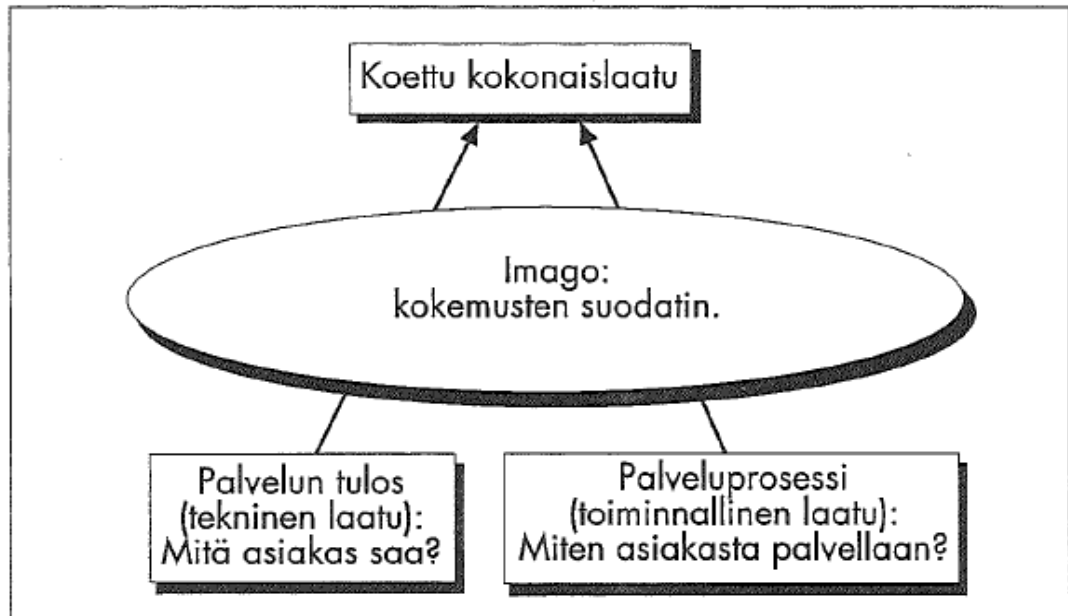 Koettu kokonaislaatu
Imago:
kokemusten suodatin.
Palvelun tulos
(tekninen laatu):
Mitä asiakas saa?
Palveluprosessi
(toiminnallinen laatu):
Miten asiakasta palvellaan?